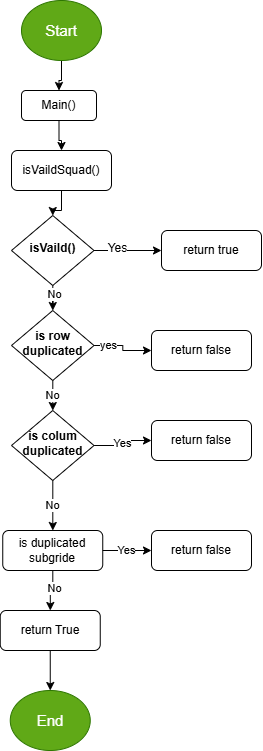 Start
Main()
isVaildSquad()
isVaild()
Yes
return true
No
is row
duplicated
yes
return false
No
is colum
duplicated
Yes
return false
No
is duplicated
subgride
Yes
return false
No
return True
End